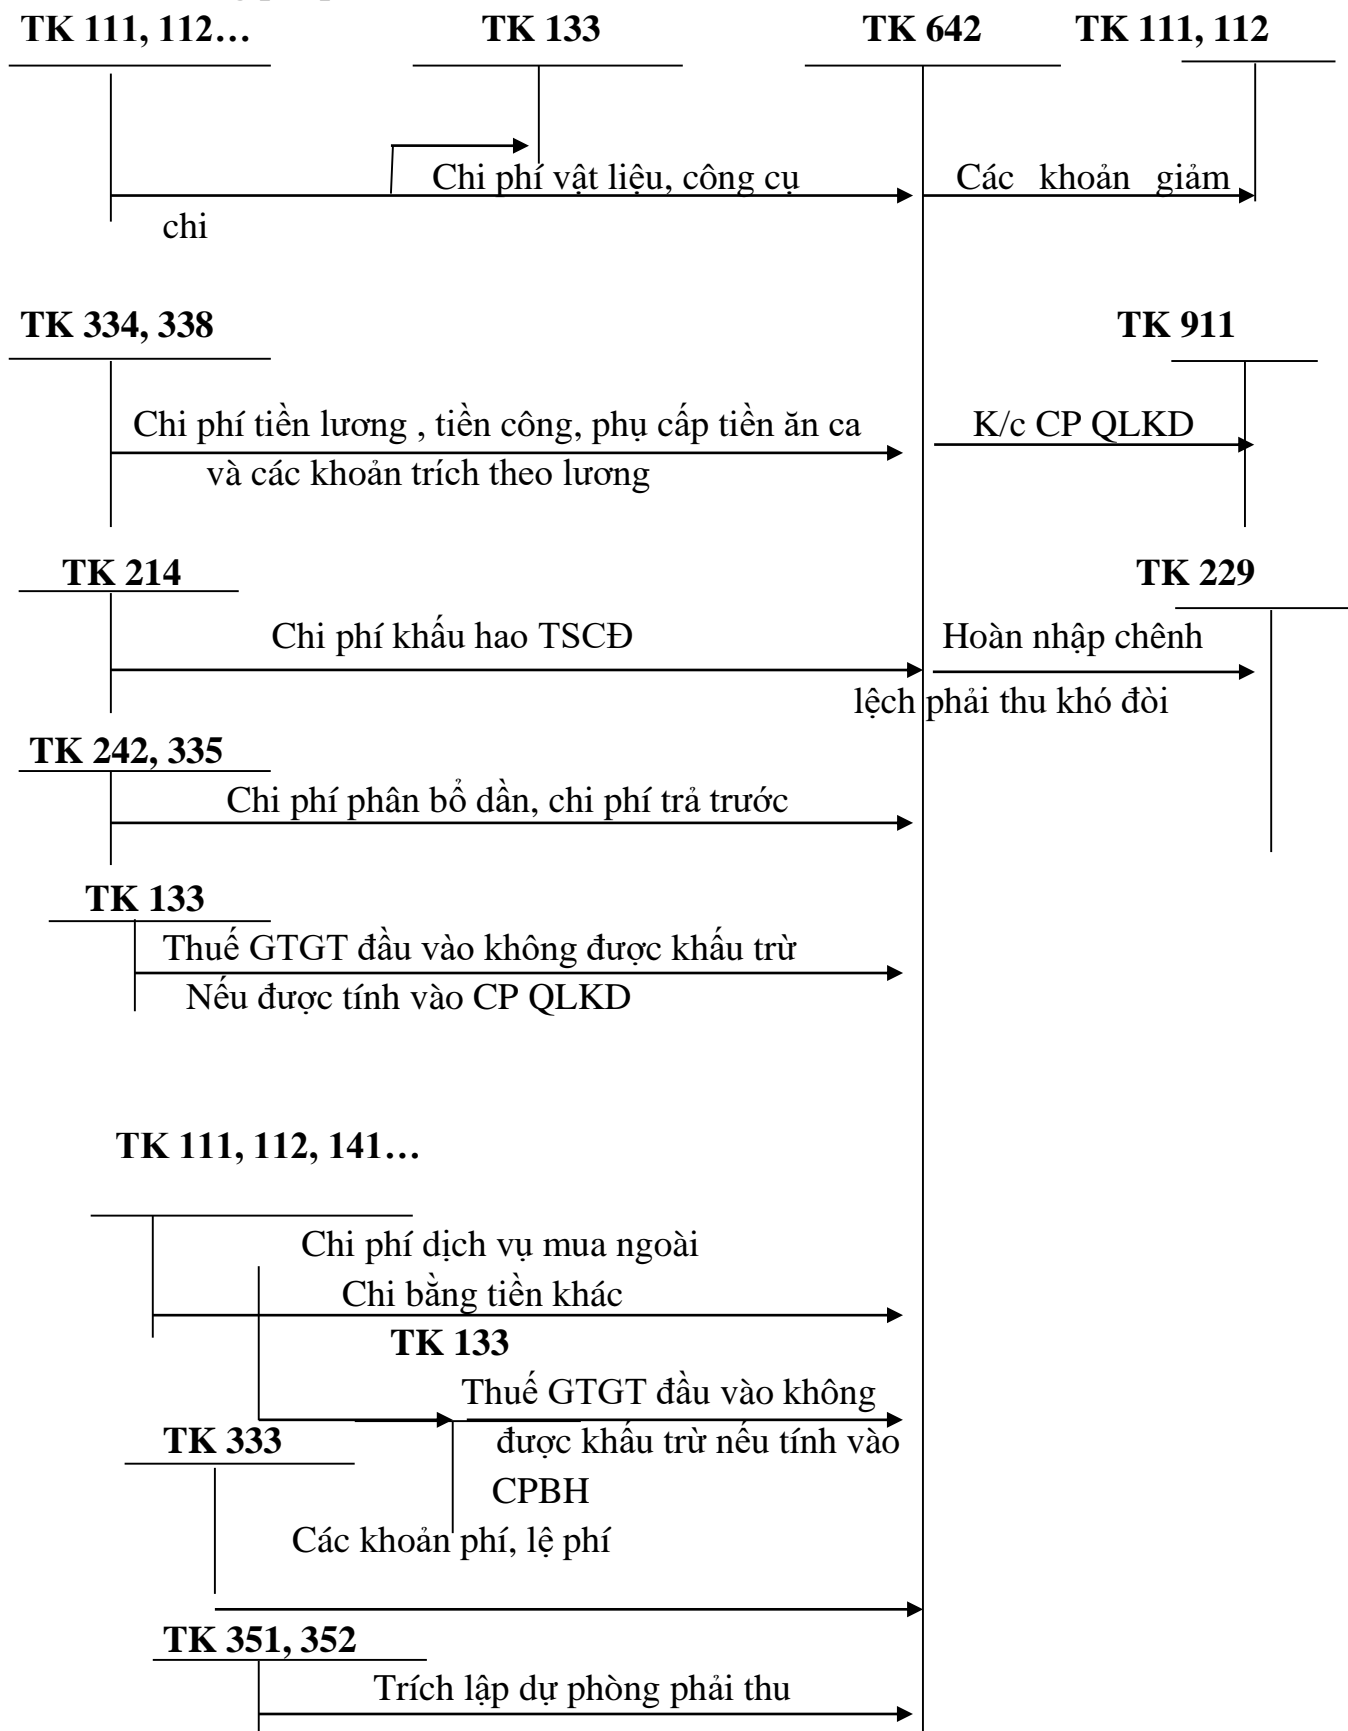 TK 111, 112… TK 133 TK 642 TK 111, 112
Chi phí vật liệu, công cụ Các khoản giảm
chi
TK 334, 338 TK 911
Chi phí tiền lương , tiền công, phụ cấp tiền ăn ca K/c CP QLKD
và các khoản trích theo lương
TK 214 TK 229
Chi phí khấu hao TSCĐ Hoàn nhập chênh
lệch phải thu khó đòi
TK 242, 335
Chi phí phân bổ dần, chi phí trả trước
TK 133
Thuế GTGT đầu vào không được khấu trừ
Nếu được tính vào CP QLKD
TK 111, 112, 141…
Chi phí dịch vụ mua ngoài
Chi bằng tiền khác
TK 133
Thuế GTGT đầu vào không
TK 333 được khấu trừ nếu tính vào
CPBH
Các khoản phí, lệ phí
TK 351, 352
Trích lập dự phòng phải thu